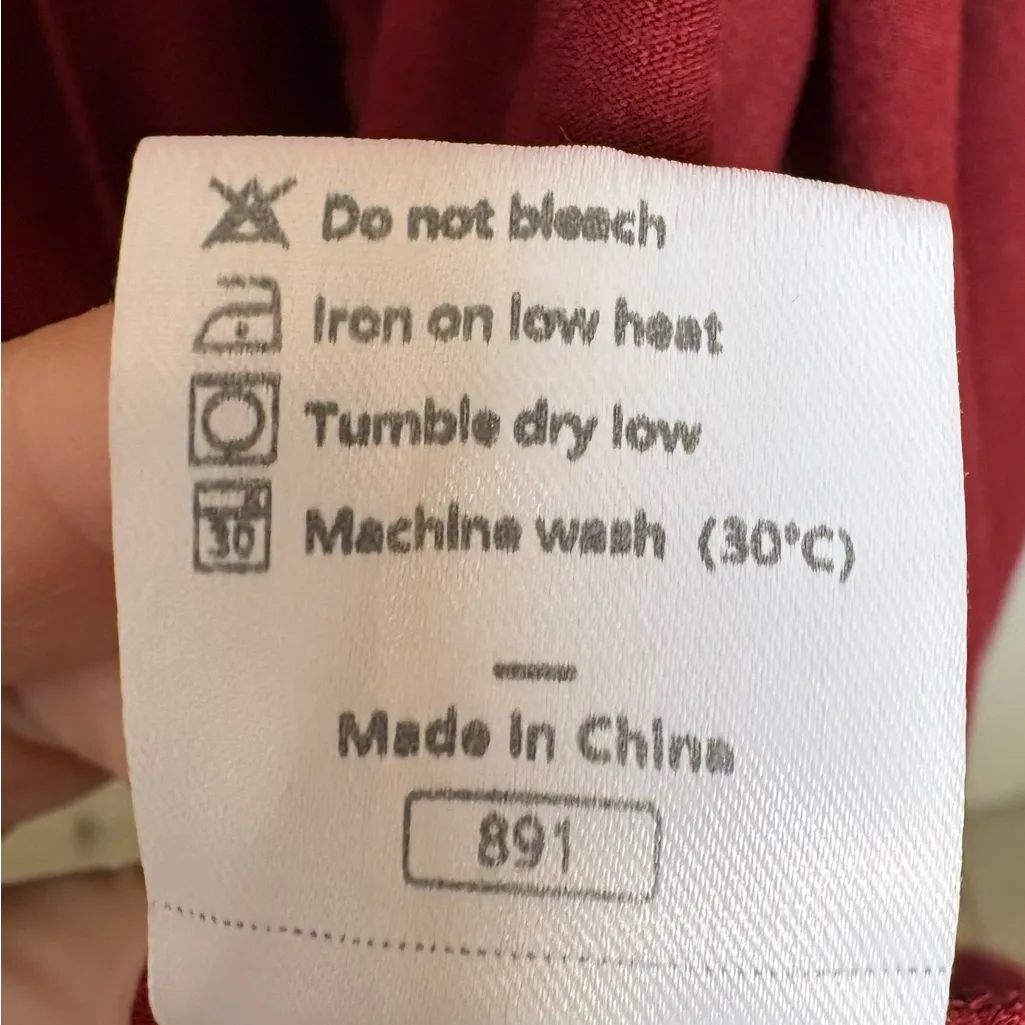 Do not bleach
Iron on low heat
Tumble dry low
30 Machine wash (30°C)
—
Made in China
891